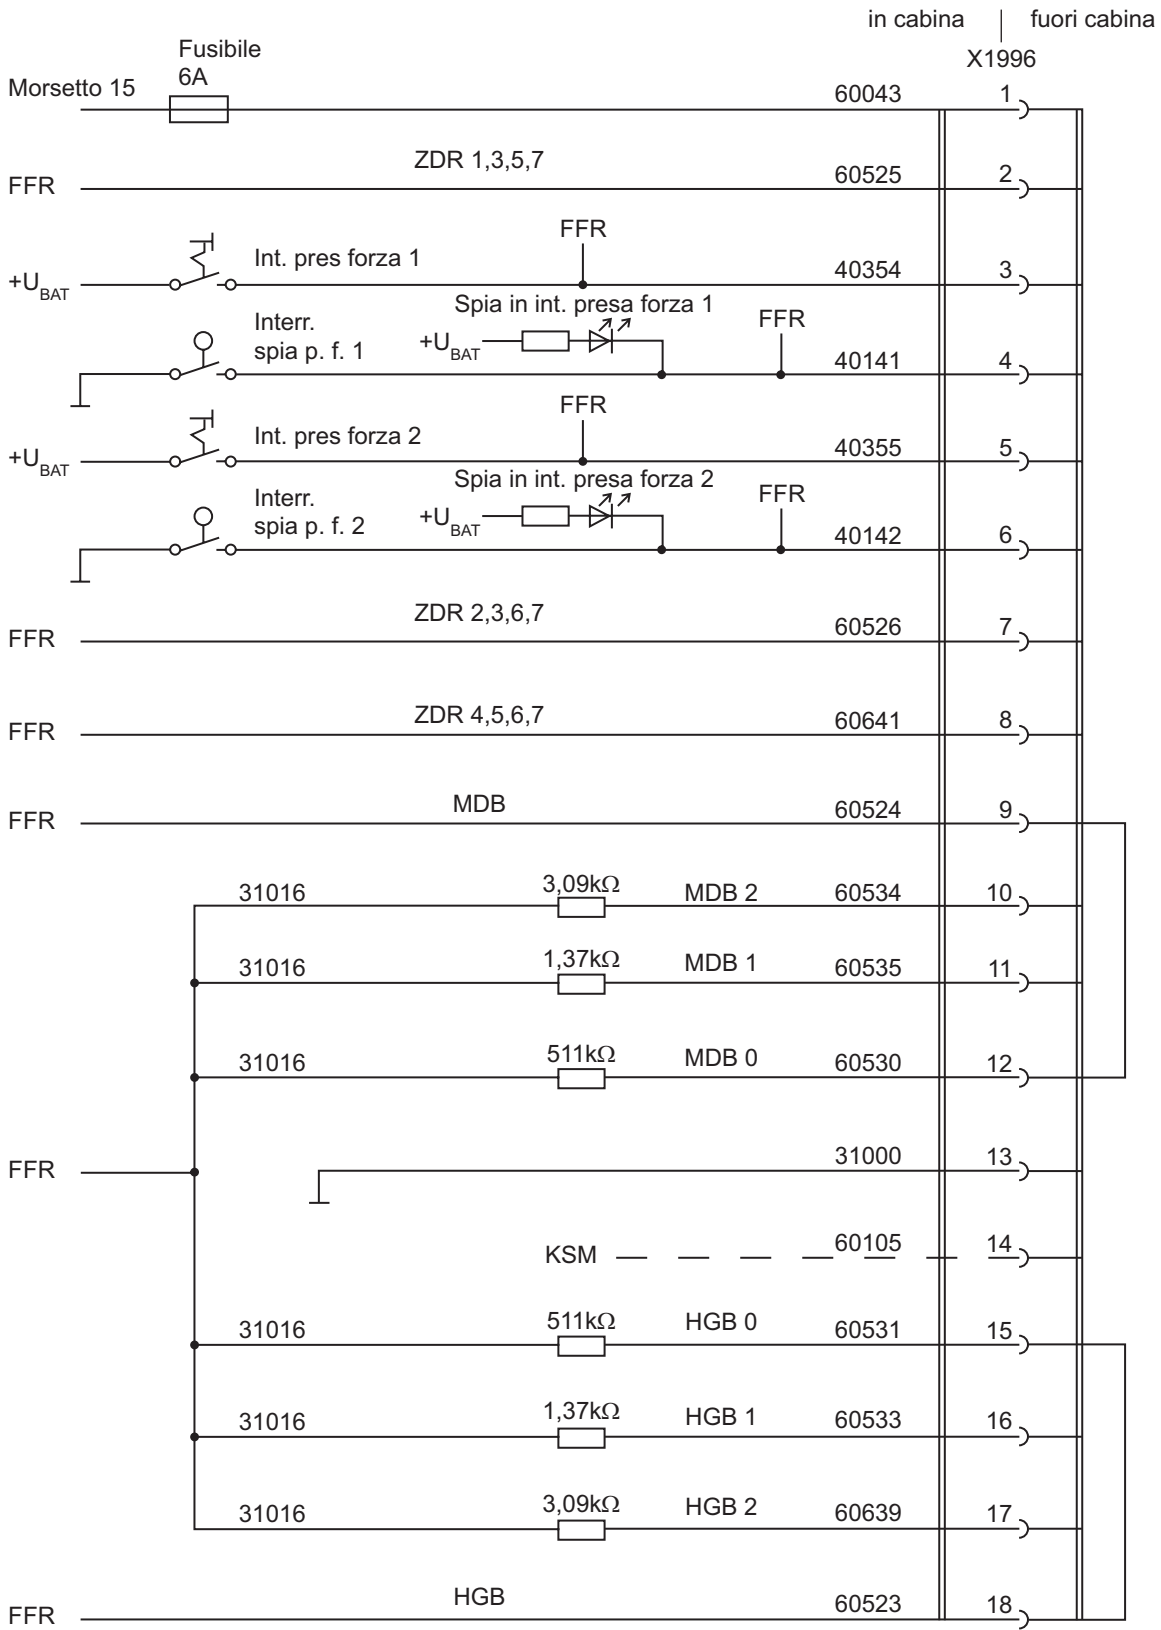 in cabina fuori cabina
X1996
Fusibile
6A
Morsetto 15 60043 1
ZDR 1,3,5,7
FFR 60525 2
FFR
Int. pres forza 1
+UBAT 40354 3
Spia in int. presa forza 1
Interr. FFR
spia p. f. 1 +UBAT 40141 4
FFR
Int. pres forza 2
+UBAT 40355 5
Spia in int. presa forza 2
Interr. FFR
spia p. f. 2 +UBAT 40142 6
ZDR 2,3,6,7
FFR 60526 7
ZDR 4,5,6,7
FFR 60641 8
MDB
FFR 60524 9
31016 3,09kΩ MDB 2 60534 10
31016 1,37kΩ MDB 1 60535 11
31016 511kΩ MDB 0 60530 12
FFR 31000 13
KSM 60105 14
31016 511kΩ HGB 0 60531 15
31016 1,37kΩ HGB 1 60533 16
31016 3,09kΩ HGB 2 60639 17
HGB
FFR 60523 18